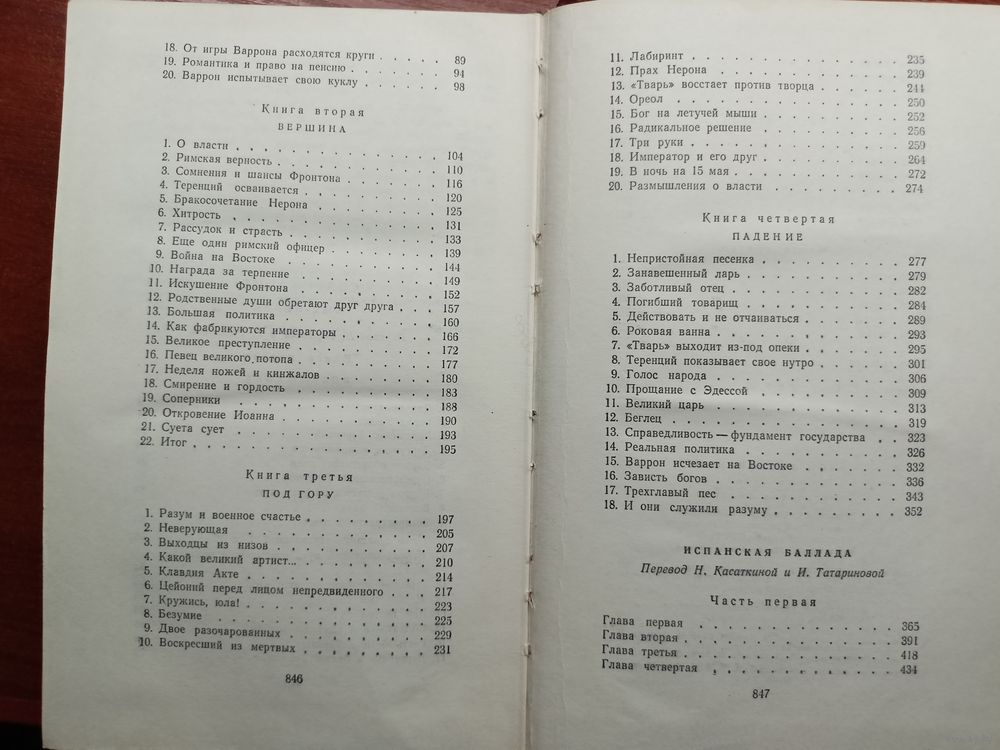 18. От игры Варрона расходятся круги . . . . . 89
19. Романтика и право на пенсию . . . . . . . 94
20. Варрон испытывает свою куклу . . . . . . 98
Книга вторая
ВЕРШИНА
1. О власти . . . . . . . . . . . . . . . 104
2. Римская верность . . . . . . . . . . . . 110
3. Сомнения и шансы Фронтона . . . . . . . 116
4. Теренций осваивается . . . . . . . . . . 120
5. Бракосочетание Нерона . . . . . . . . . 125
6. Хитрость . . . . . . . . . . . . . . . 131
7. Рассудок и страсть . . . . . . . . . . . 133
8. Еще один римский офицер . . . . . . . . 139
9. Война на Востоке . . . . . . . . . . . . 144
10. Награда за терпение . . . . . . . . . . 149
11. Искушение Фронтона . . . . . . . . . . 152
12. Родственные души обретают друг друга . . . 157
13. Большая политика . . . . . . . . . . . 160
14. Как фабрикуются императоры . . . . . . . 166
15. Великое преступление . . . . . . . . . . 172
16. Певец великого потопа . . . . . . . . . 177
17. Неделя ножей и кинжалов . . . . . . . . 180
18. Смирение и гордость . . . . . . . . . . 183
19. Соперники . . . . . . . . . . . . . . . 188
20. Откровение Иоанна . . . . . . . . . . . 190
21. Суета сует . . . . . . . . . . . . . . 193
22. Итог . . . . . . . . . . . . . . . . . 195
Книга третья
ПОД ГОРУ
1. Разум и военное счастье . . . . . . . . . 197
2. Неверующая . . . . . . . . . . . . . . 205
3. Выходцы из низов . . . . . . . . . . . . 207
4. Какой великий артист... . . . . . . . . . 210
5. Клавдия Акте . . . . . . . . . . . . . 214
6. Цейоний перед лицом непредвиденного . . . 217
7. Кружись, юла! . . . . . . . . . . . . . 223
8. Безумие . . . . . . . . . . . . . . . 225
9. Двое разочарованных . . . . . . . . . . 229
10. Воскресший из мертвых . . . . . . . . . 231
846
11. Лабиринт . . . . . . . . . . . . . . . 235
12. Прах Нерона . . . . . . . . . . . . . 239
13. «Тварь» восстает против творца . . . . . . 244
14. Ореол . . . . . . . . . . . . . . . . 250
15. Бог на летучей мыши . . . . . . . . . . 252
16. Радикальное решение . . . . . . . . . . 256
17. Три руки . . . . . . . . . . . . . . . 259
18. Император и его друг . . . . . . . . . . 264
19. В ночь на 15 мая . . . . . . . . . . . . 272
20. Размышления о власти . . . . . . . . . . 274
Книга четвертая
ПАДЕНИЕ
1. Непристойная песенка . . . . . . . . . . 277
2. Занавешенный ларь . . . . . . . . . . . 279
3. Заботливый отец . . . . . . . . . . . . 282
4. Погибший товарищ . . . . . . . . . . . 284
5. Действовать и не отчаиваться . . . . . . . 289
6. Роковая ванна . . . . . . . . . . . . . 293
7. «Тварь» выходит из-под опеки . . . . . . . 295
8. Теренций показывает свое нутро . . . . . . 301
9. Голос народа . . . . . . . . . . . . . 306
10. Прощание с Эдессой . . . . . . . . . . 309
11. Великий царь . . . . . . . . . . . . . 313
12. Беглец . . . . . . . . . . . . . . . . 319
13. Справедливость — фундамент государства . . 323
14. Реальная политика . . . . . . . . . . . 326
15. Варрон исчезает на Востоке . . . . . . . 332
16. Зависть богов . . . . . . . . . . . . . 336
17. Трехглавый пес . . . . . . . . . . . . 343
18. И они служили разуму . . . . . . . . . . 352
ИСПАНСКАЯ БАЛЛАДА
Перевод Н. Касаткиной и И. Татариновой
Часть первая
Глава первая . . . . . . . . . . . . . . . 365
Глава вторая . . . . . . . . . . . . . . . 391
Глава третья . . . . . . . . . . . . . . . 418
Глава четвертая . . . . . . . . . . . . . . 434
847